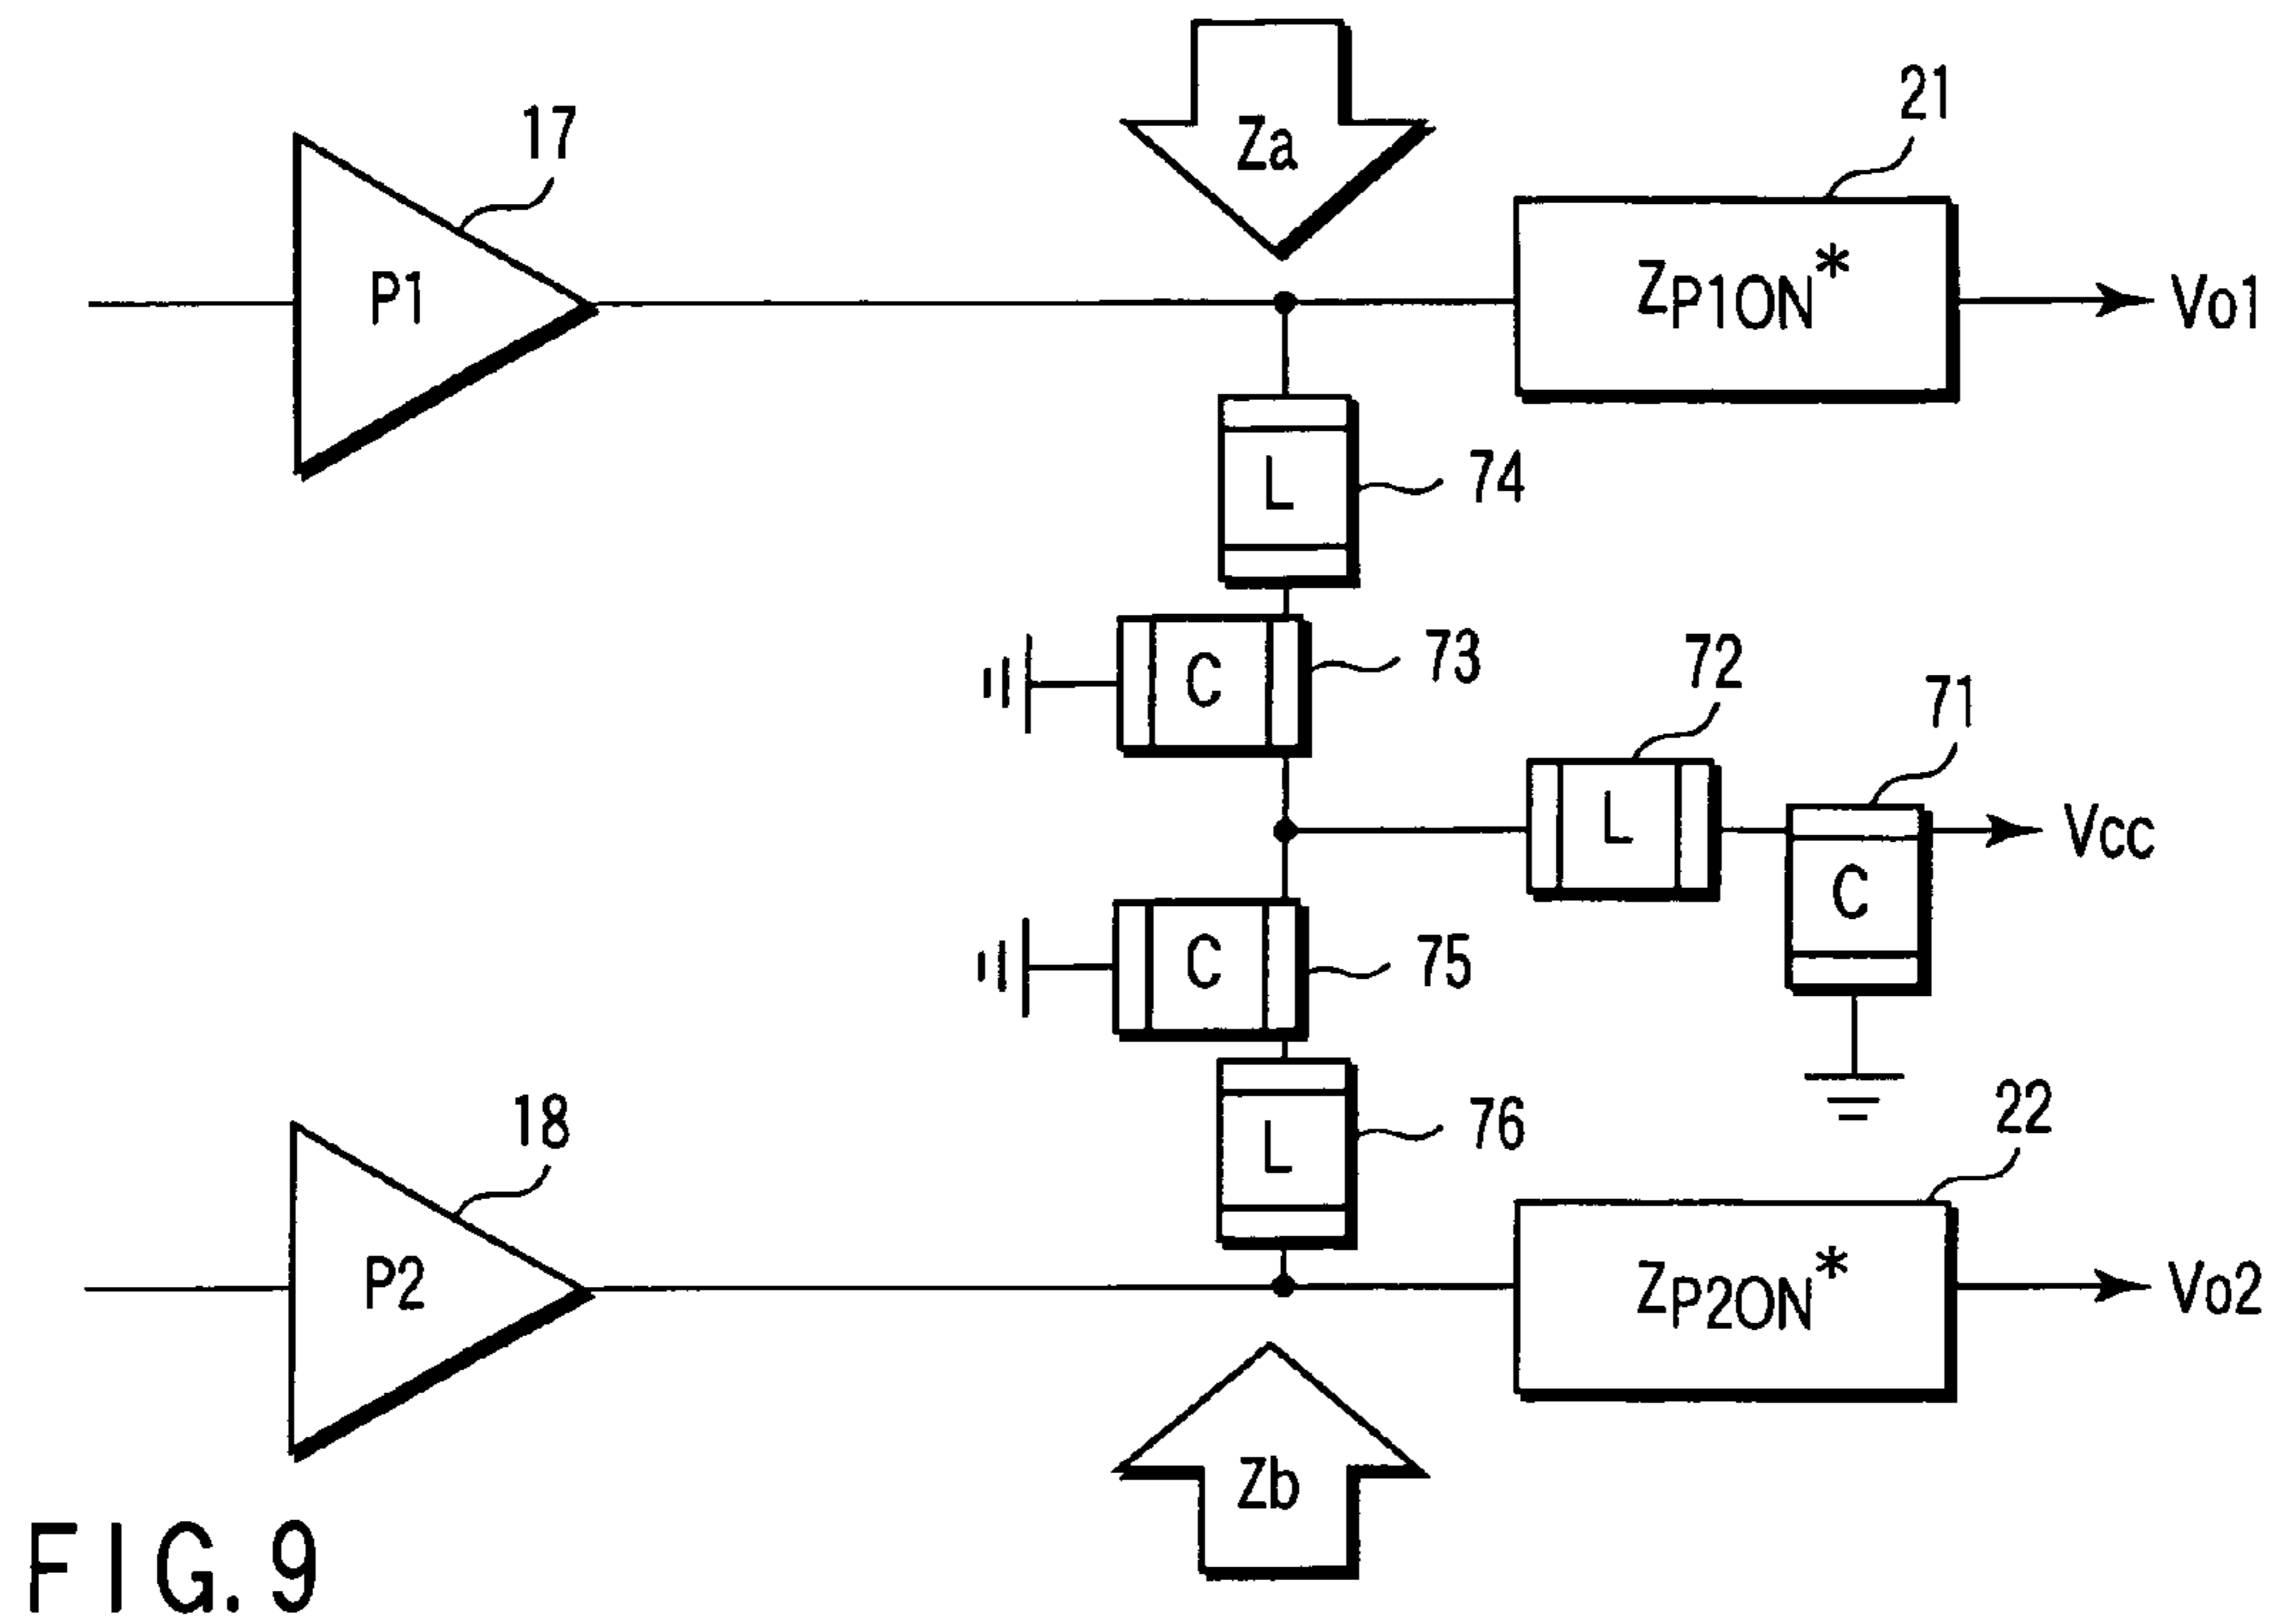 Za
21
17
P1
ZP1ON*
Vo1
L
74
C
73
72
71
L
Vcc
C
C
75
18
L
76
22
P2
ZP2ON*
Vo2
Zb
FIG.9